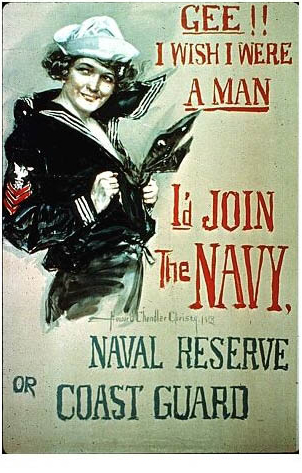 GEE!!
I WISH I WERE
A MAN
I'd JOIN
The NAVY,
Howard Chandler Christy
NAVAL RESERVE
OR COAST GUARD